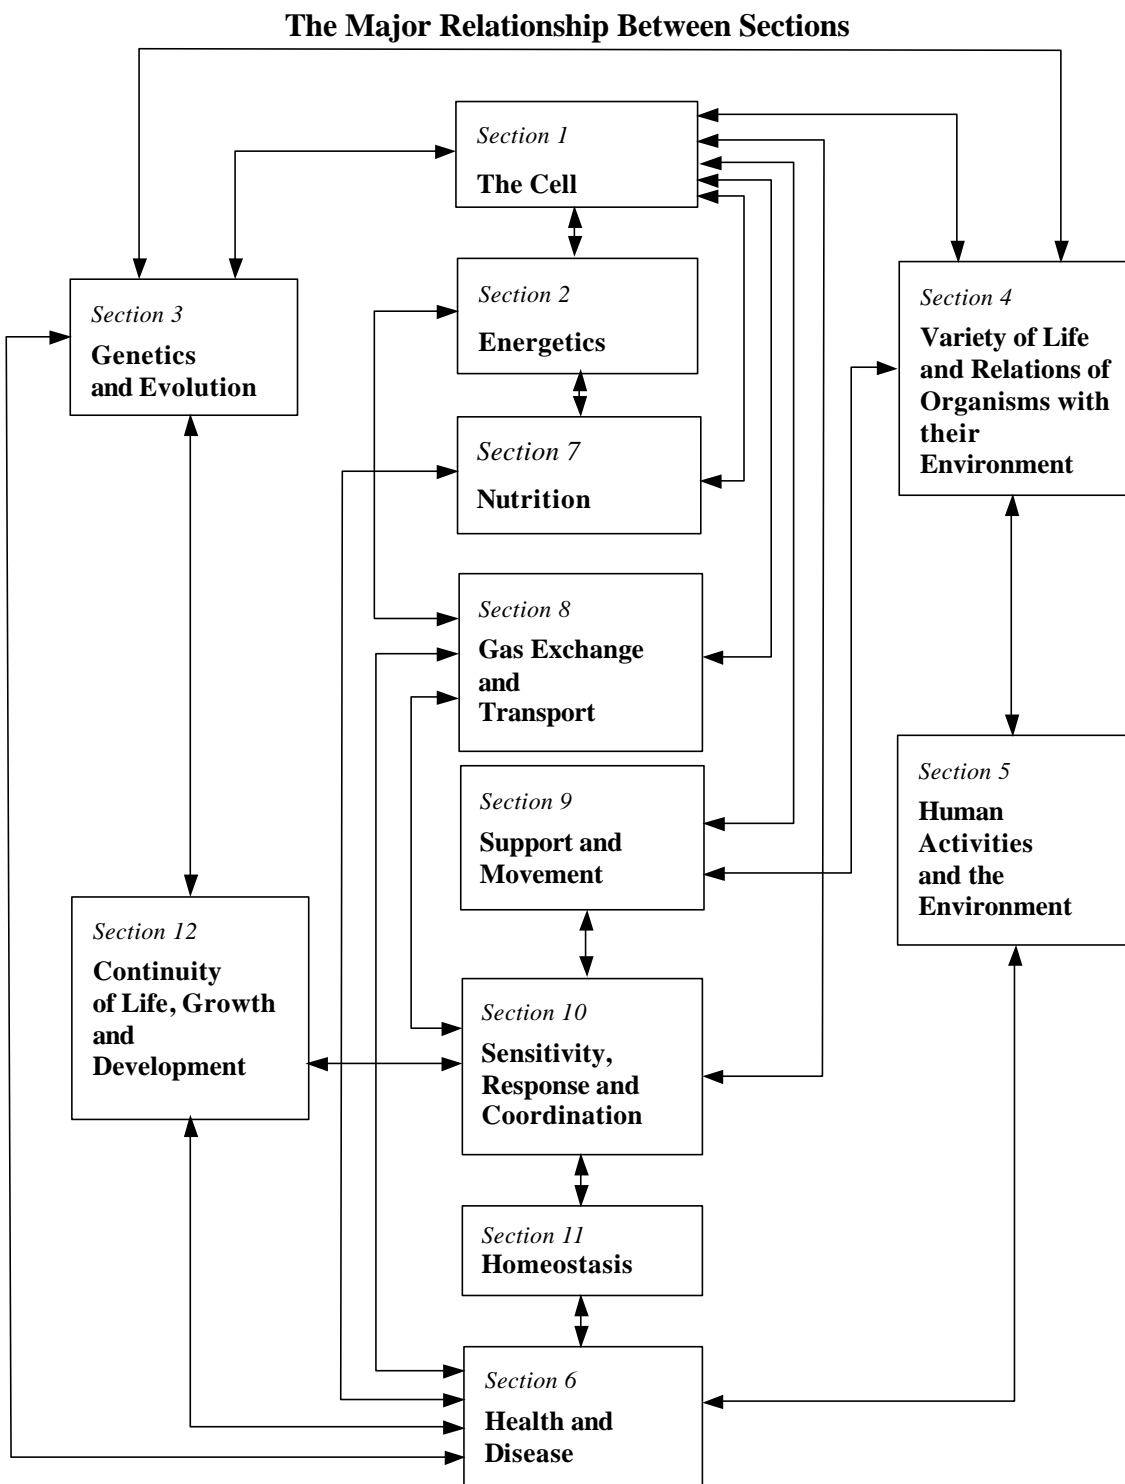 The Major Relationship Between Sections
Section 1
The Cell
Section 2
Energetics
Section 3
Genetics
and Evolution
Section 4
Variety of Life
and Relations of
Organisms with
their
Environment
Section 7
Nutrition
Section 8
Gas Exchange
and
Transport
Section 5
Human
Activities
and the
Environment
Section 9
Support and
Movement
Section 12
Continuity
of Life, Growth
and
Development
Section 10
Sensitivity,
Response and
Coordination
Section 11
Homeostasis
Section 6
Health and
Disease